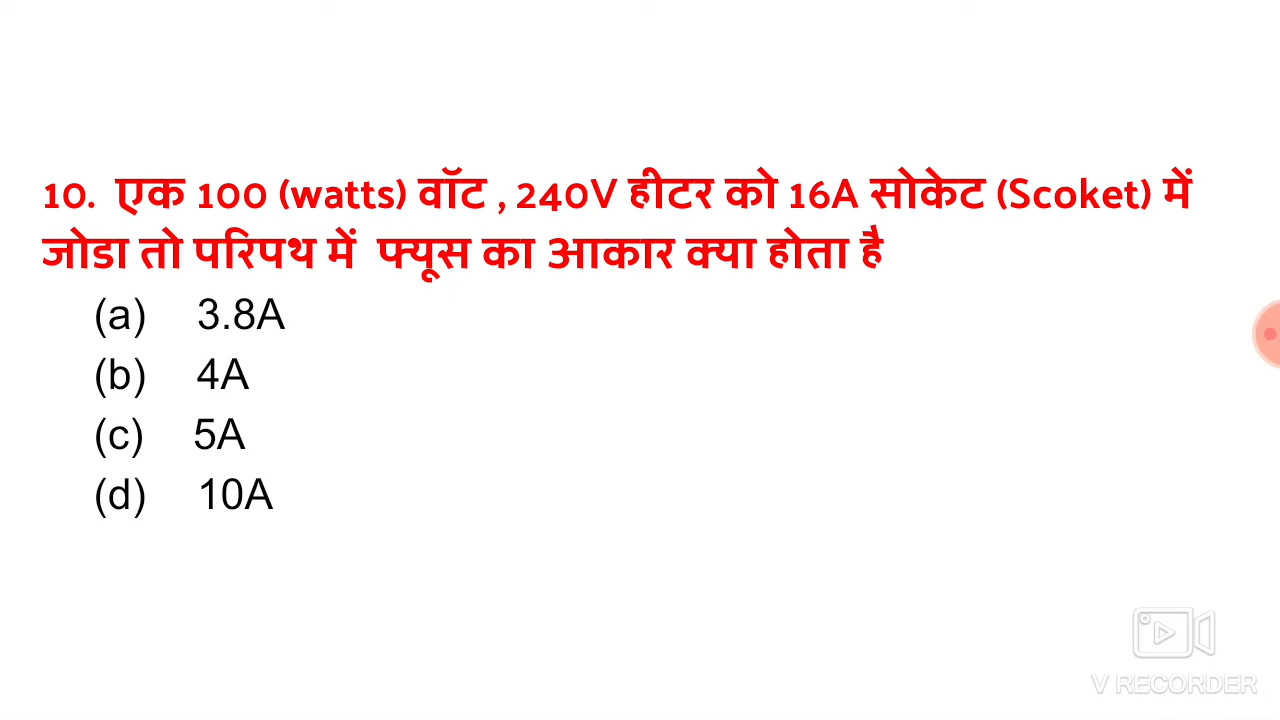 10. एक 100 (watts) वॉट , 240V हीटर को 16A सोकेट (Scoket) में
जोडा तो परिपथ में फ्यूस का आकार क्या होता है
(a) 3.8A
(b) 4A
(c) 5A
(d) 10A
V RECORDER